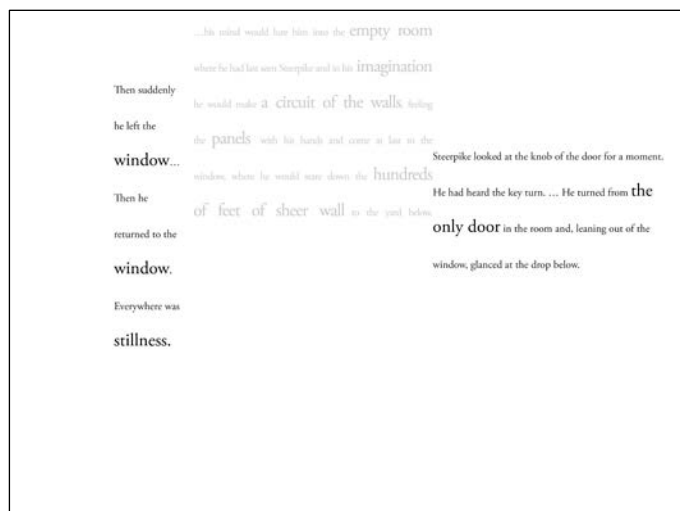 Then suddenly
he left the
window...
Then he
returned to the
window.
Everywhere was
stillness.
...his mind would lure him into the empty room
where he had last seen Steerpike and in his imagination
he would make a circuit of the walls feeling
the panels with his hands and come at last to the
window, where he would stare down the hundreds
of feet of sheer wall to the yard below.
Steerpike looked at the knob of the door for a moment.
He had heard the key turn. … He turned from the
only door in the room and, leaning out of the
window, glanced at the drop below.